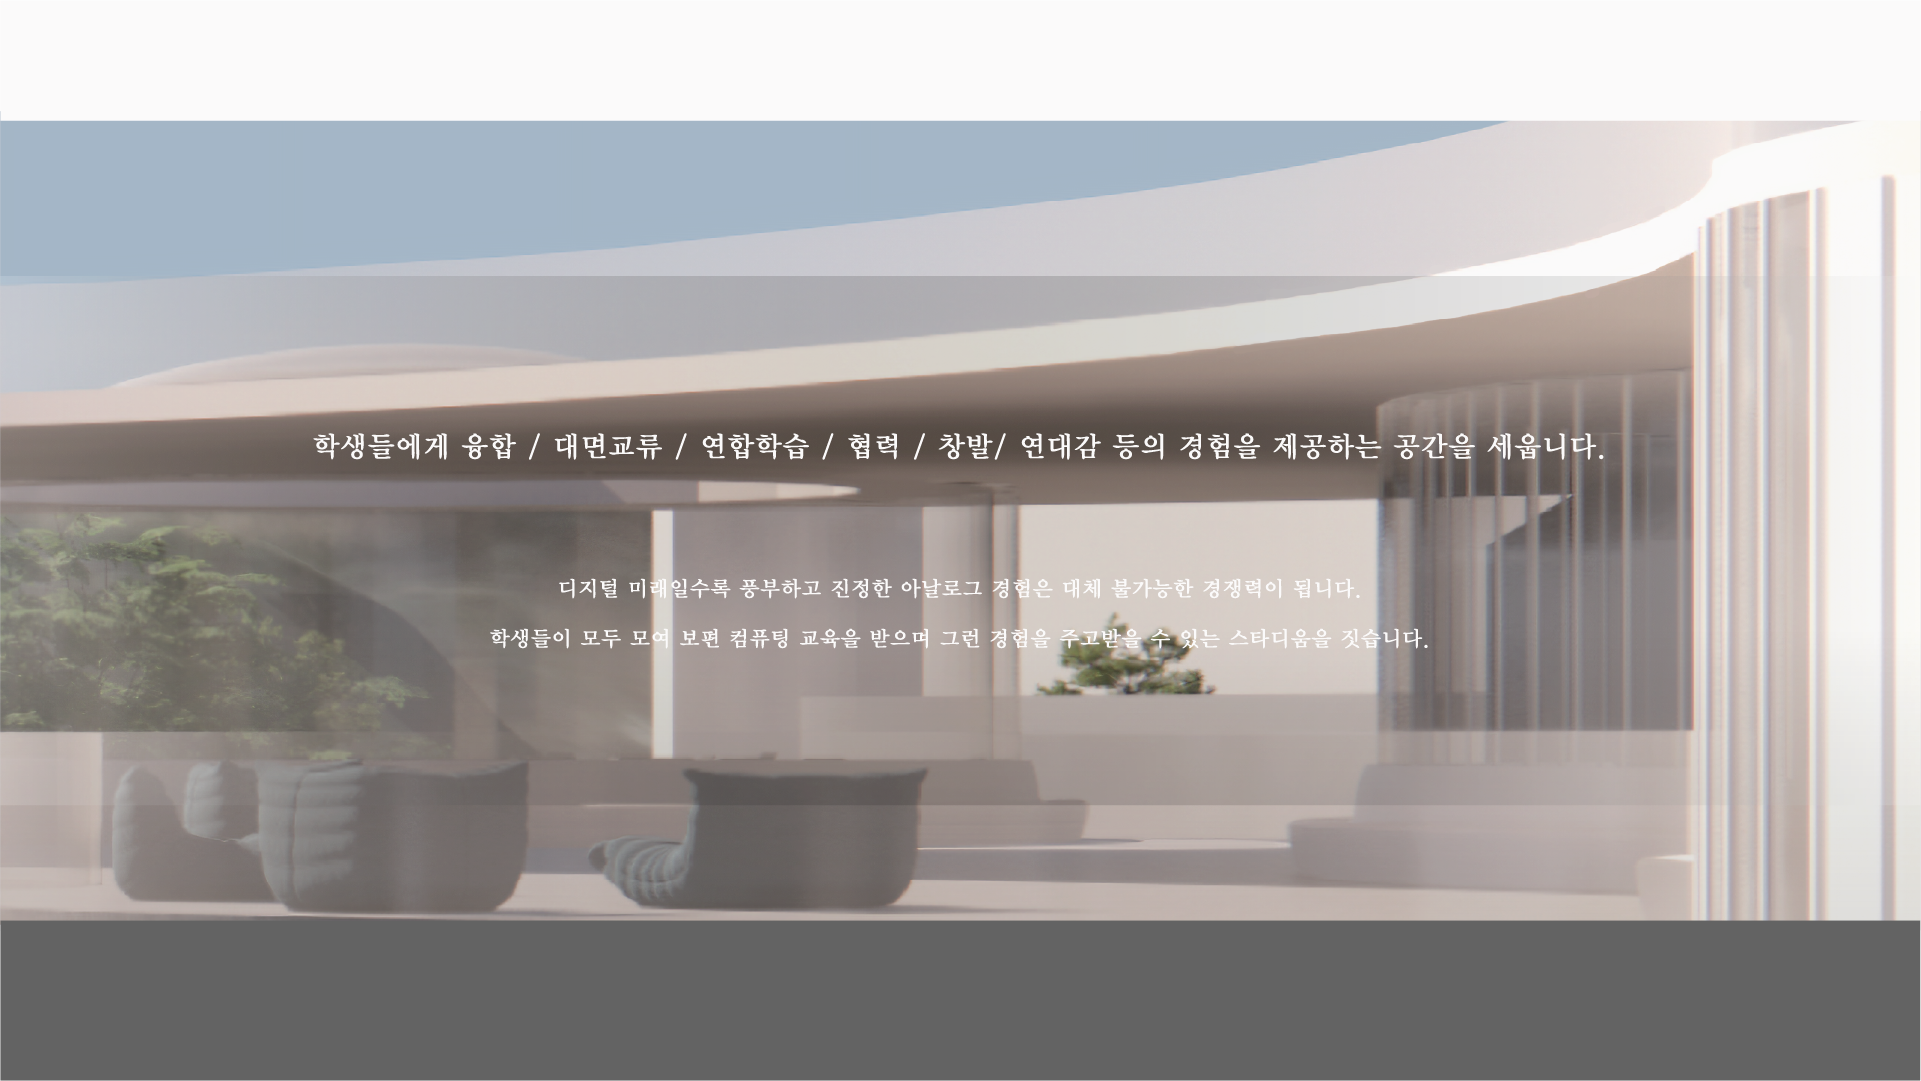 학생들에게 융합 / 대면교류 / 연합학습 / 협력 / 창발/ 연대감 등의 경험을 제공하는 공간을 세웁니다.
디지털 미래일수록 풍부하고 진정한 아날로그 경험은 대체 불가능한 경쟁력이 됩니다.
학생들이 모두 모여 보편 컴퓨팅 교육을 받으며 그런 경험을 주고받을 수 있는 스타디움을 짓습니다.